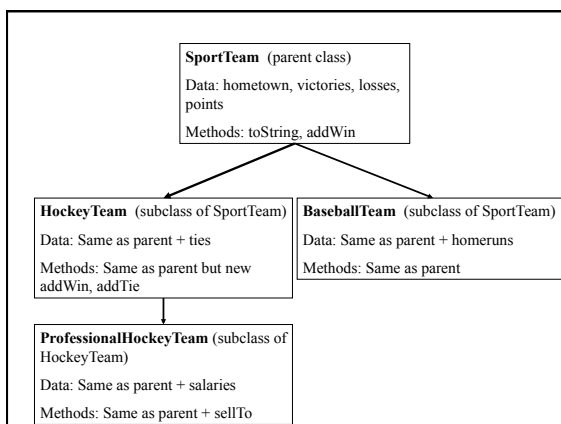 SportTeam (parent class)
Data: hometown, victories, losses,
points
Methods: toString, addWin
HockeyTeam (subclass of SportTeam)
Data: Same as parent + ties
Methods: Same as parent but new
addWin, addTie
BaseballTeam (subclass of SportTeam)
Data: Same as parent + homeruns
Methods: Same as parent
ProfessionalHockeyTeam (subclass of
HockeyTeam)
Data: Same as parent + salaries
Methods: Same as parent + sellTo